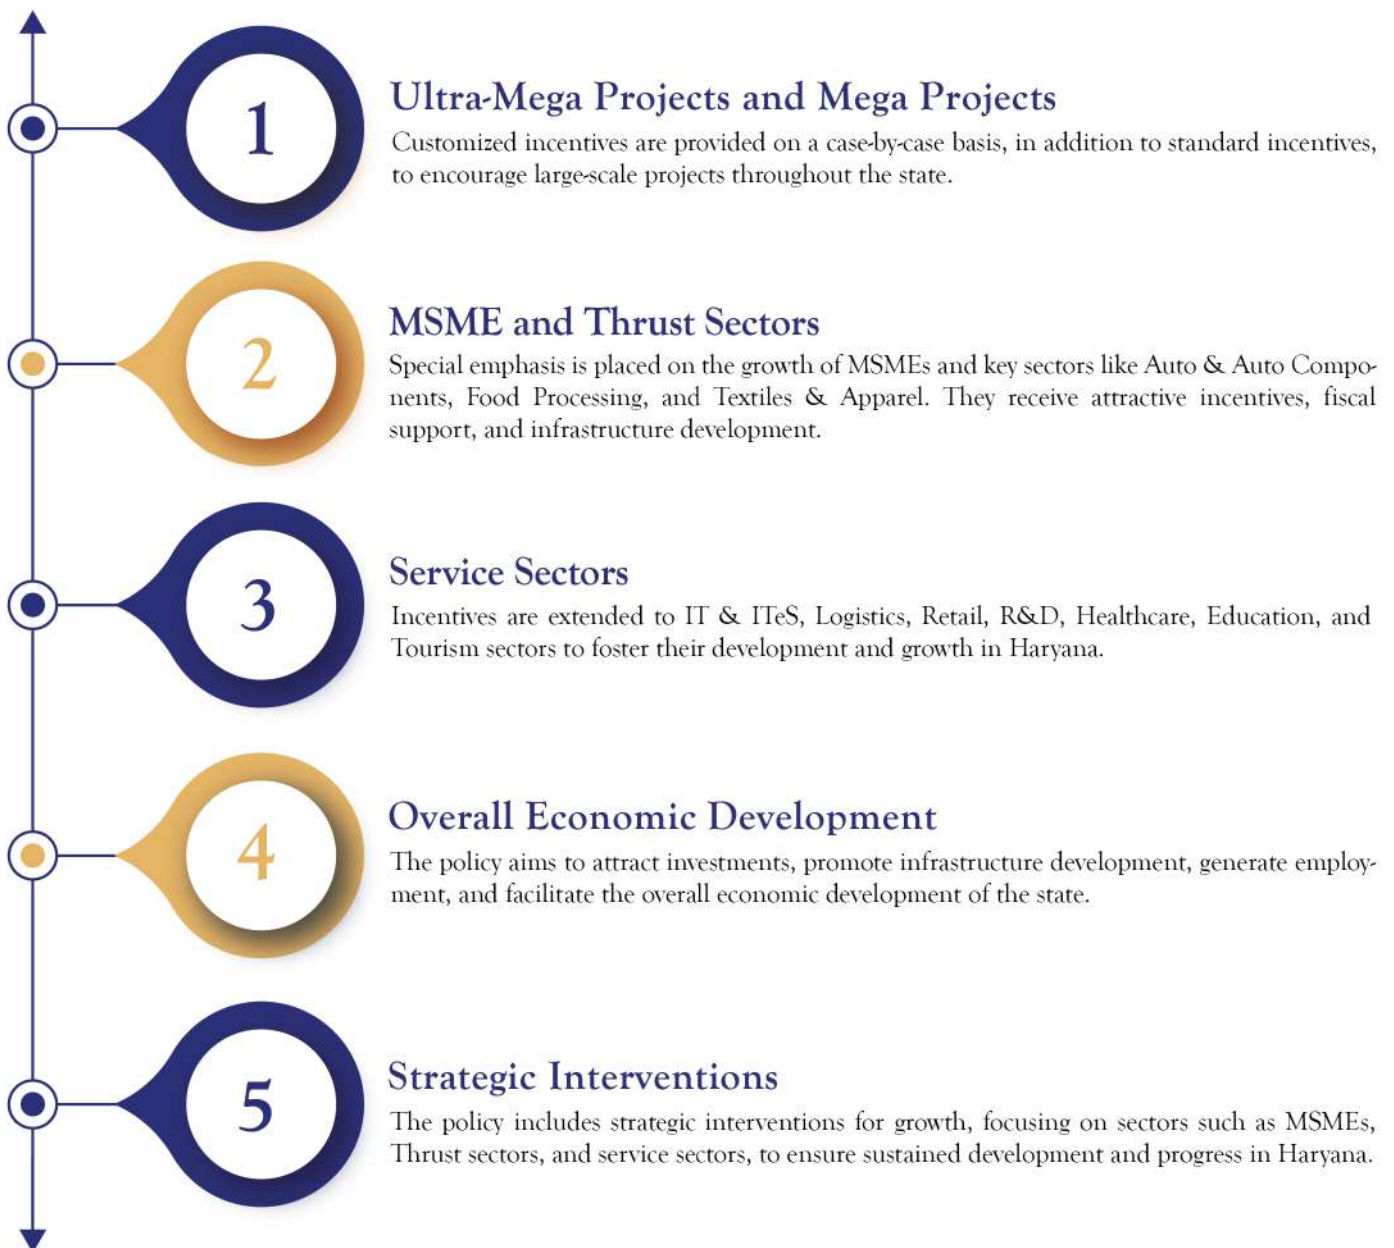 1
Ultra-Mega Projects and Mega Projects
Customized incentives are provided on a case-by-case basis, in addition to standard incentives,
to encourage large-scale projects throughout the state.
2
MSME and Thrust Sectors
Special emphasis is placed on the growth of MSMEs and key sectors like Auto & Auto Compo-
nents, Food Processing, and Textiles & Apparel. They receive attractive incentives, fiscal
support, and infrastructure development.
3
Service Sectors
Incentives are extended to IT & ITeS, Logistics, Retail, R&D, Healthcare, Education, and
Tourism sectors to foster their development and growth in Haryana.
4
Overall Economic Development
The policy aims to attract investments, promote infrastructure development, generate employ-
ment, and facilitate the overall economic development of the state.
5
Strategic Interventions
The policy includes strategic interventions for growth, focusing on sectors such as MSMEs,
Thrust sectors, and service sectors, to ensure sustained development and progress in Haryana.